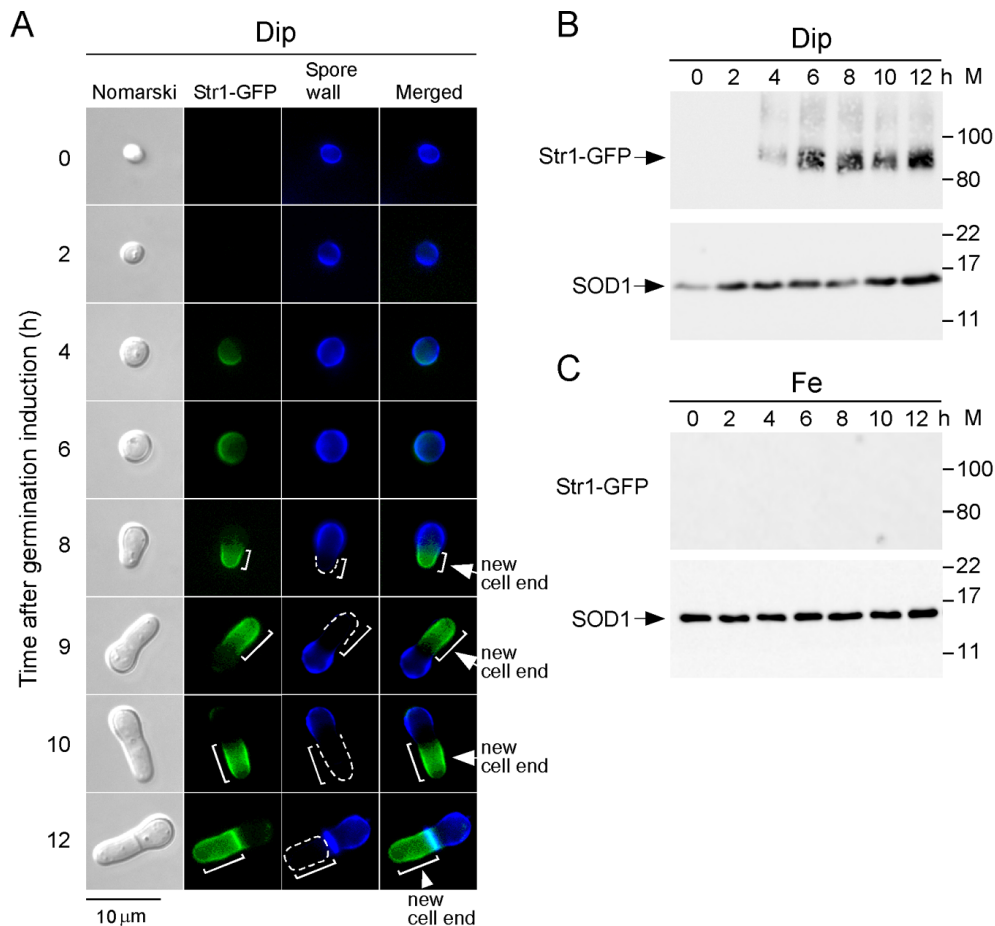 A
Dip
Nomarski Str1-GFP Spore wall Merged
Time after germination induction (h)
0
2
4
6
8
new cell end
9
new cell end
10
new cell end
12
new cell end
10 µm
B
Dip
0 2 4 6 8 10 12 h M
Str1-GFP
100
80
SOD1
22
17
11
C
Fe
0 2 4 6 8 10 12 h M
Str1-GFP
100
80
SOD1
22
17
11